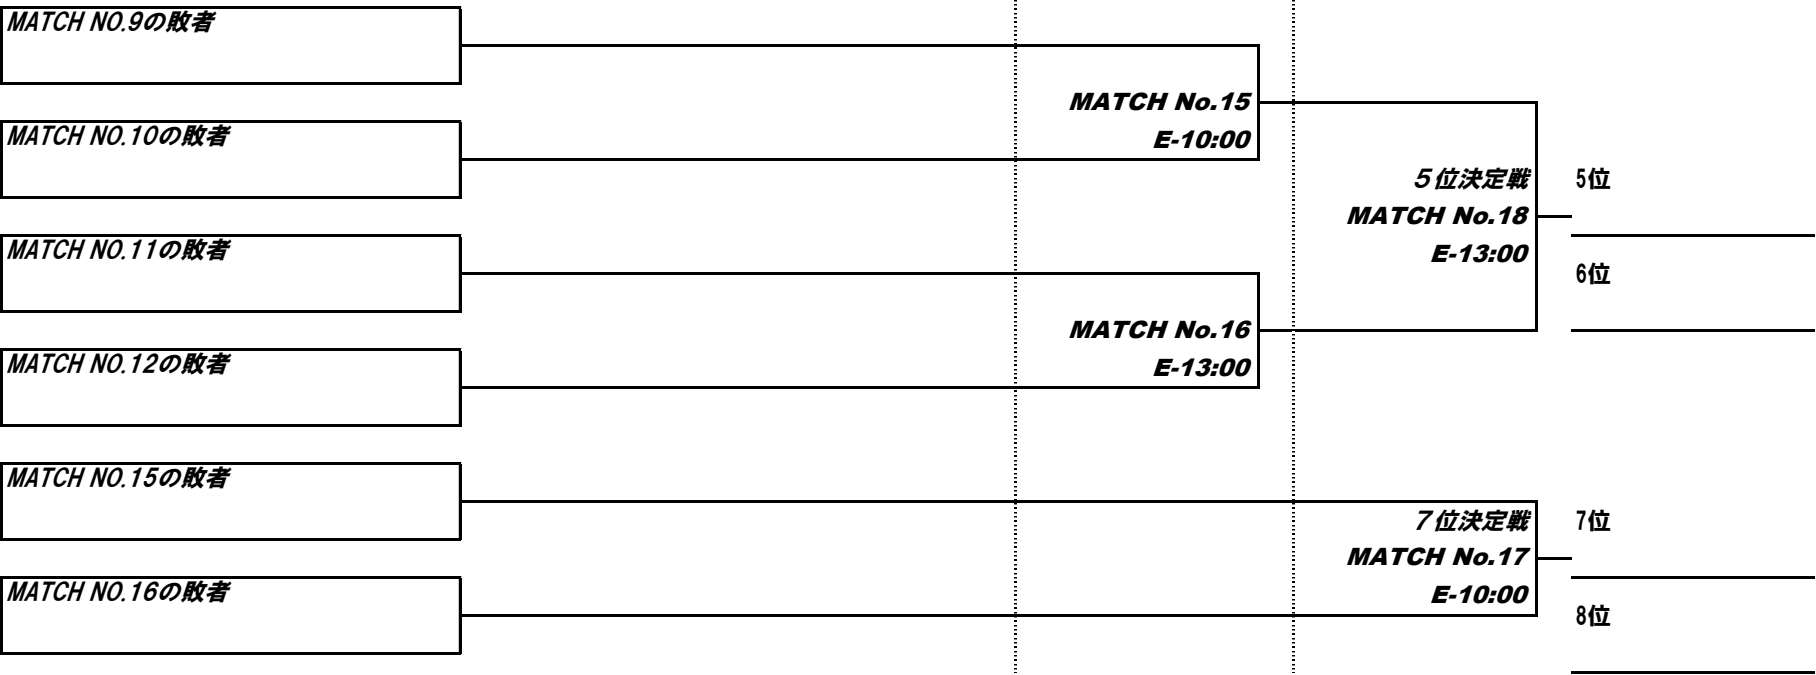 MATCH NO.9の敗者
MATCH No.15
E-10:00
MATCH NO.10の敗者
５位決定戦
MATCH No.18
E-13:00
5位
6位
MATCH NO.11の敗者
MATCH No.16
E-13:00
MATCH NO.12の敗者
MATCH NO.15の敗者
７位決定戦
MATCH No.17
E-10:00
7位
8位
MATCH NO.16の敗者